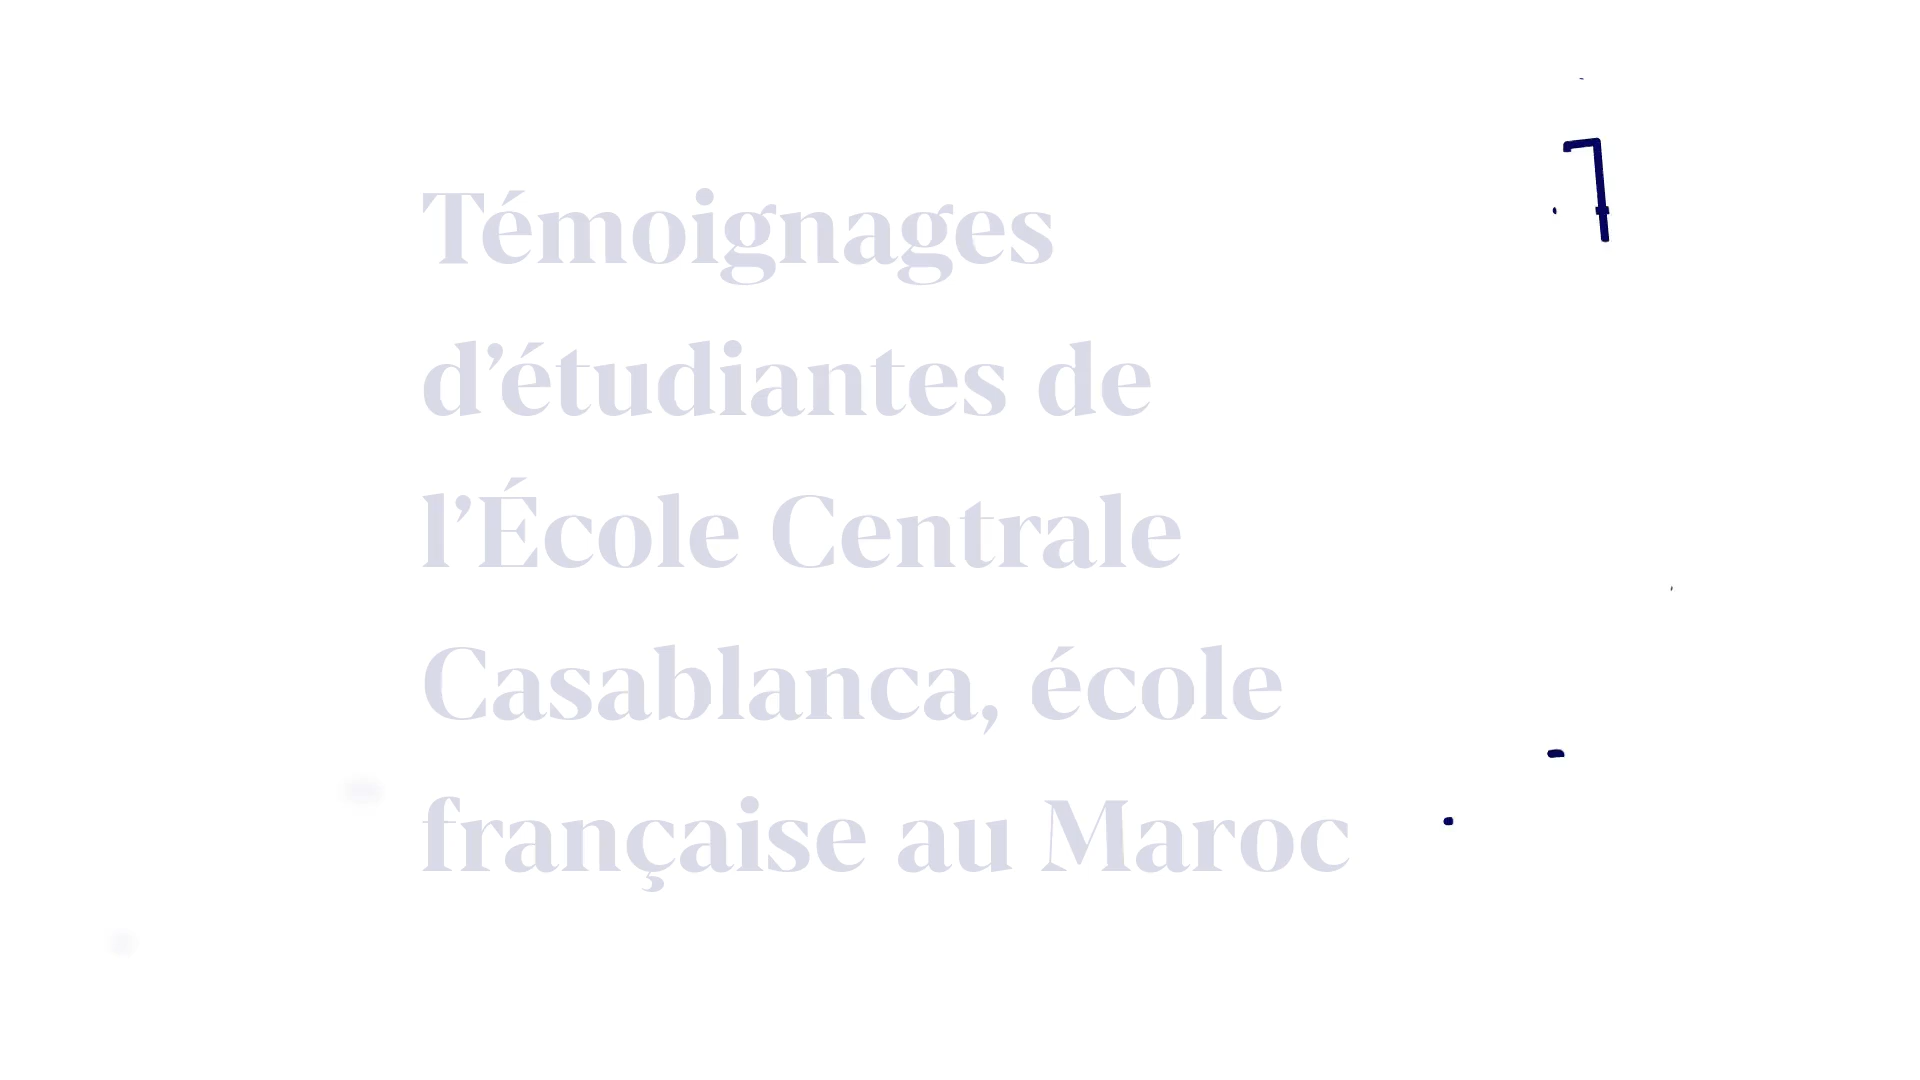 Témoignages
d’étudiantes de
l’École Centrale
Casablanca, école
française au Maroc